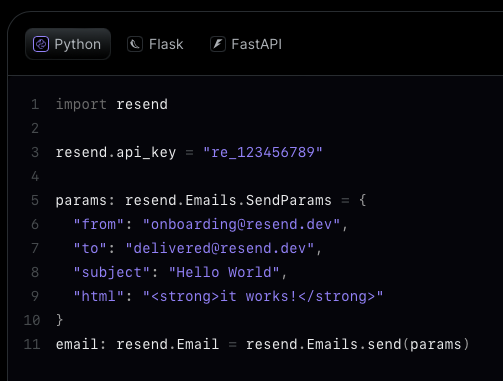 Python Flask FastAPI
1 import resend
2
3 resend.api_key = "re_123456789"
4
5 params: resend.Emails.SendParams = {
6   "from": "onboarding@resend.dev",
7   "to": "delivered@resend.dev",
8   "subject": "Hello World",
9   "html": "<strong>it works!</strong>"
10 }
11 email: resend.Email = resend.Emails.send(params)